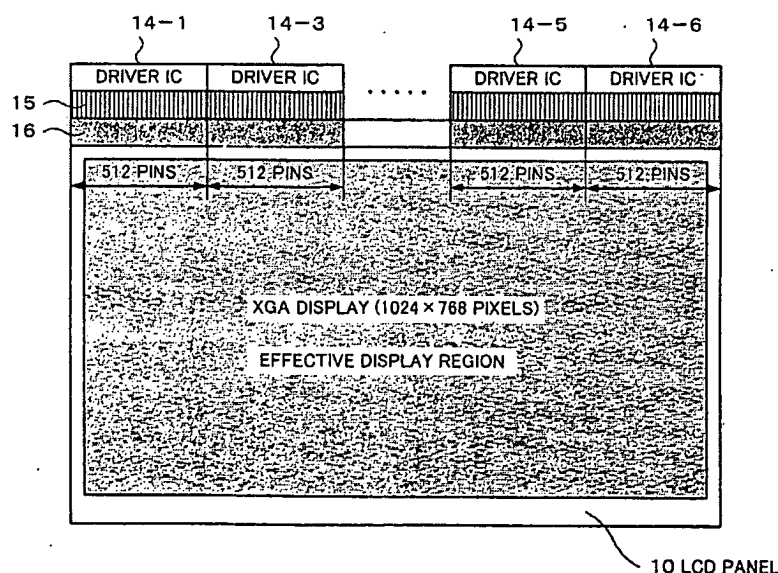 14-1 14-3 14-5 14-6
DRIVER IC DRIVER IC ..... DRIVER IC DRIVER IC
15
16
512 PINS 512 PINS 512 PINS 512 PINS
XGA DISPLAY (1024 × 768 PIXELS)
EFFECTIVE DISPLAY REGION
10 LCD PANEL